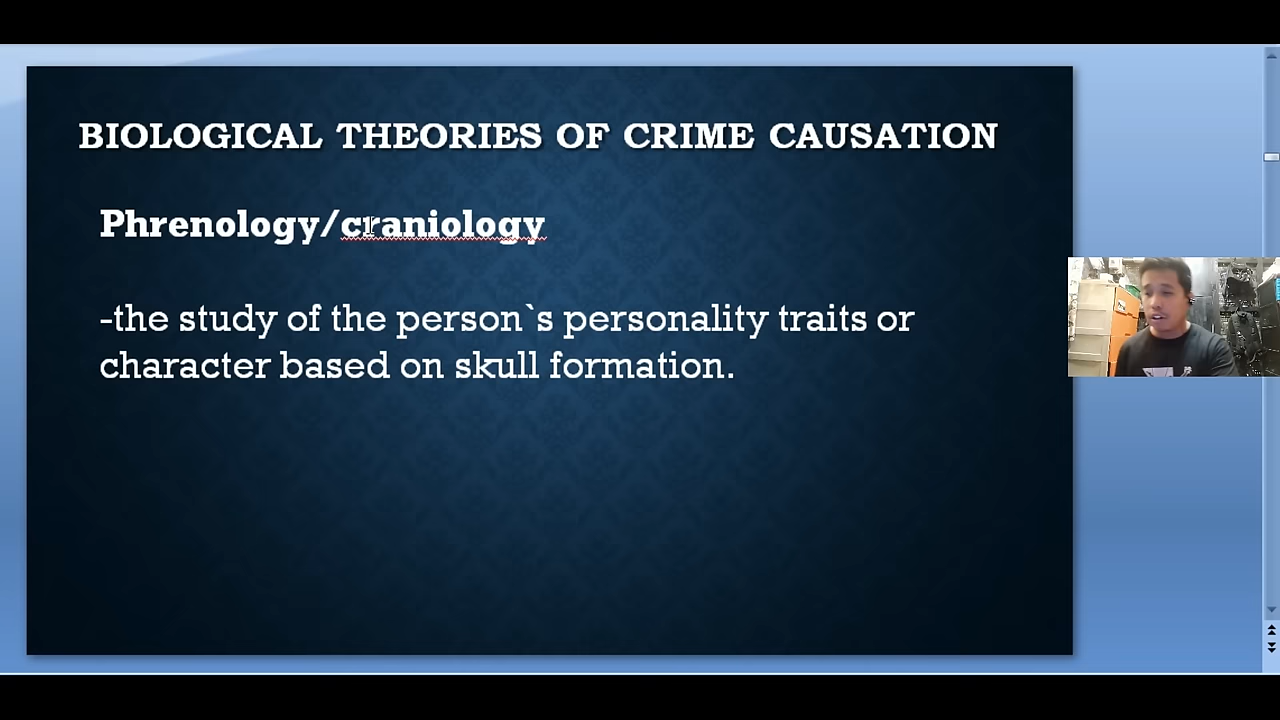 BIOLOGICAL THEORIES OF CRIME CAUSATION
Phrenology/craniology
-the study of the person`s personality traits or
character based on skull formation.